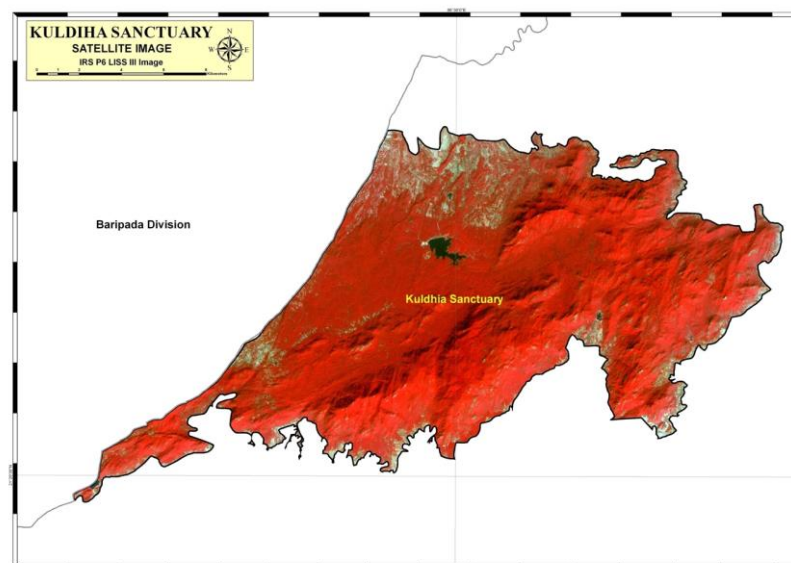 KULDIHA SANCTUARY
SATELLITE IMAGE
IRS P6 LISS III Image
N
W E
S
Baripada Division
Kuldhia Sanctuary